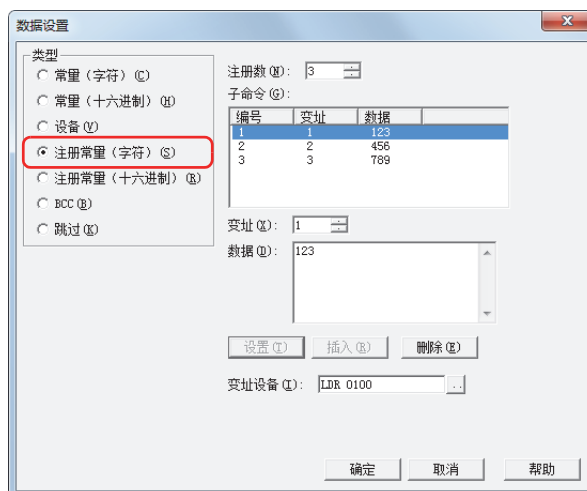 数据设置
类型
常量（字符）(C)
常量（十六进制）(H)
设备(V)
注册常量（字符）(S)
注册常量（十六进制）(R)
BCC(B)
跳过(K)
注册数(N)： 3
子命令(G)：
编号 变址 数据
1 1 123
2 2 456
3 3 789
变址(X)： 1
数据(D)： 123
设置(T) 插入(R) 删除(E)
变址设备(I)： LDR 0100 ..
确定 取消 帮助